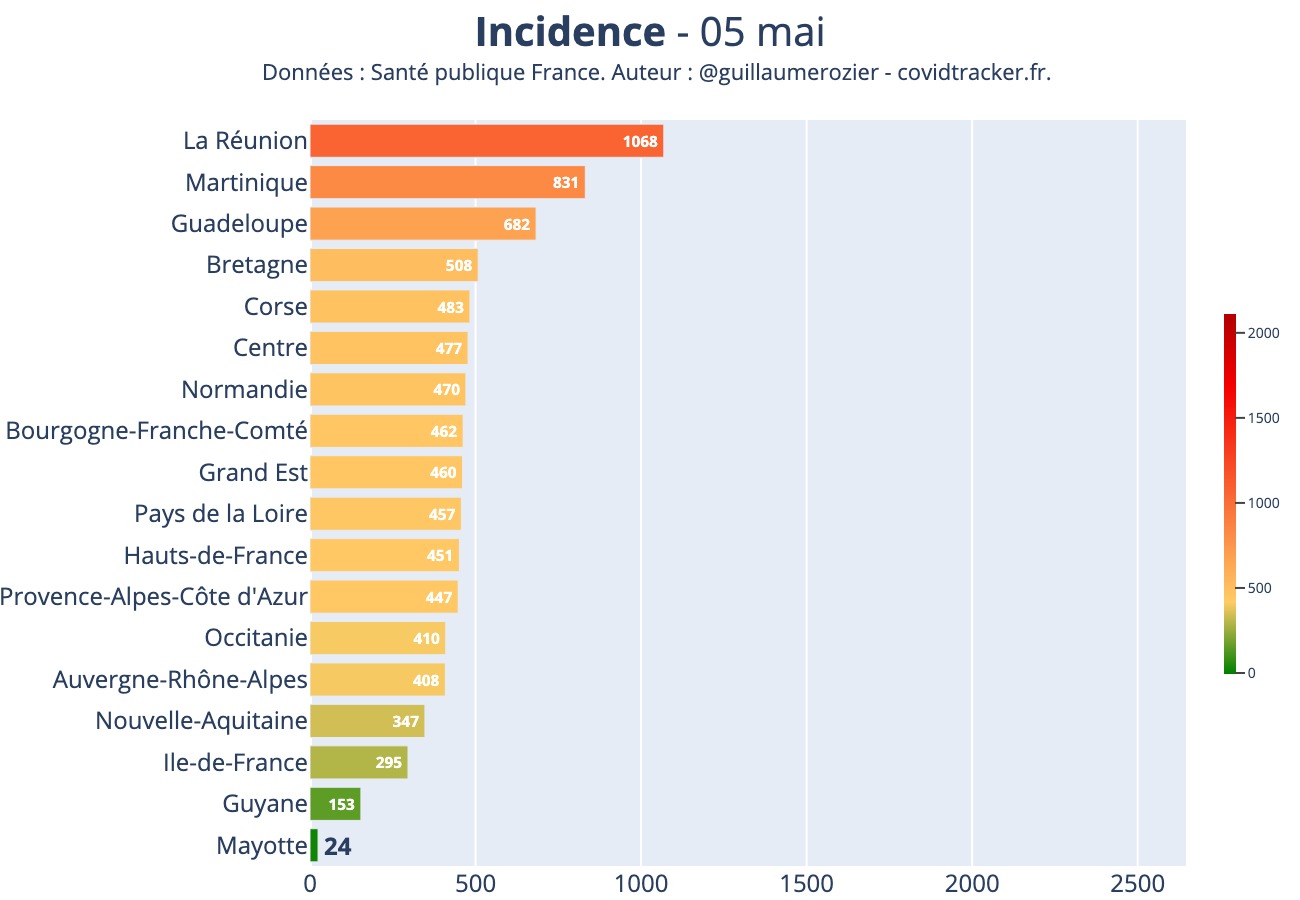 Incidence - 05 mai
Données : Santé publique France. Auteur : @guillaumerozier - covidtracker.fr.
La Réunion 1068
Martinique 831
Guadeloupe 682
Bretagne 508
Corse 483
Centre 477
Normandie 470
Bourgogne-Franche-Comté 462
Grand Est 460
Pays de la Loire 457
Hauts-de-France 451
Provence-Alpes-Côte d'Azur 447
Occitanie 410
Auvergne-Rhône-Alpes 408
Nouvelle-Aquitaine 347
Ile-de-France 295
Guyane 153
Mayotte 24
0 500 1000 1500 2000 2500
2000
1500
1000
500
0